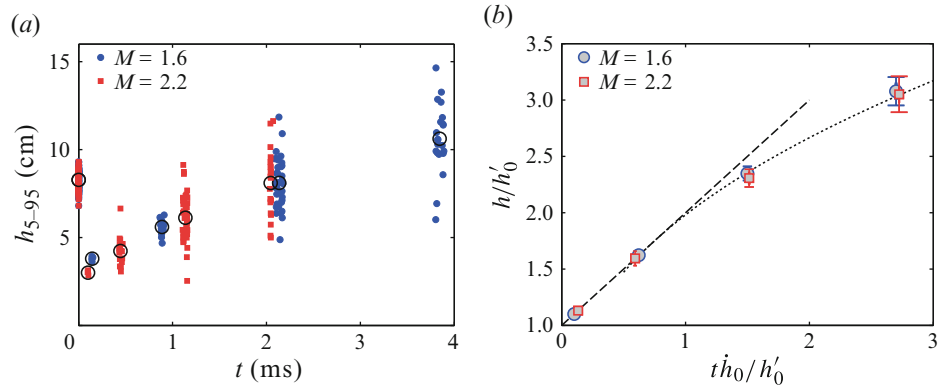 (a)
M = 1.6
M = 2.2
15
10
5
0
h5–95 (cm)
0 1 2 3 4
t (ms)
(b)
M = 1.6
M = 2.2
3.5
3.0
2.5
2.0
1.5
1.0
h/h′0
0 1 2 3
tḣ0/h′0